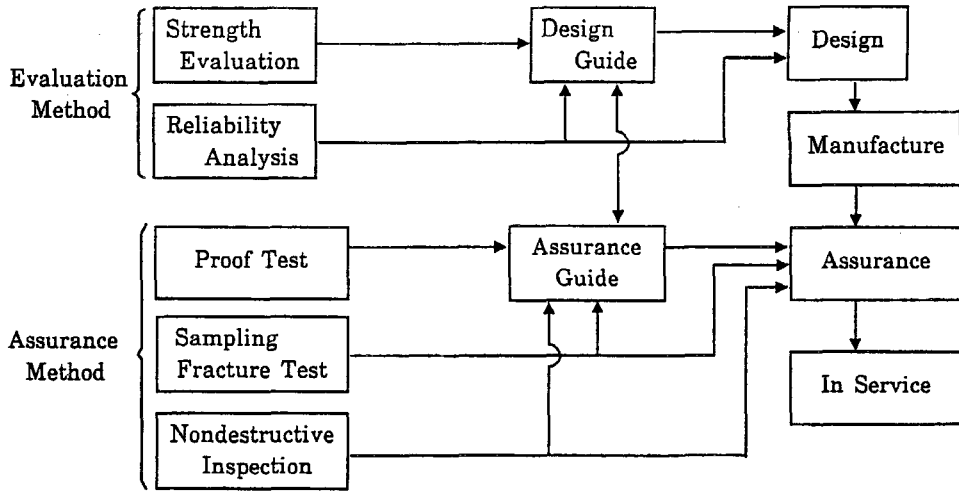 Evaluation
Method
Strength
Evaluation
Reliability
Analysis
Design
Guide
Design
Manufacture
Assurance
Method
Proof Test
Sampling
Fracture Test
Nondestructive
Inspection
Assurance
Guide
Assurance
In Service